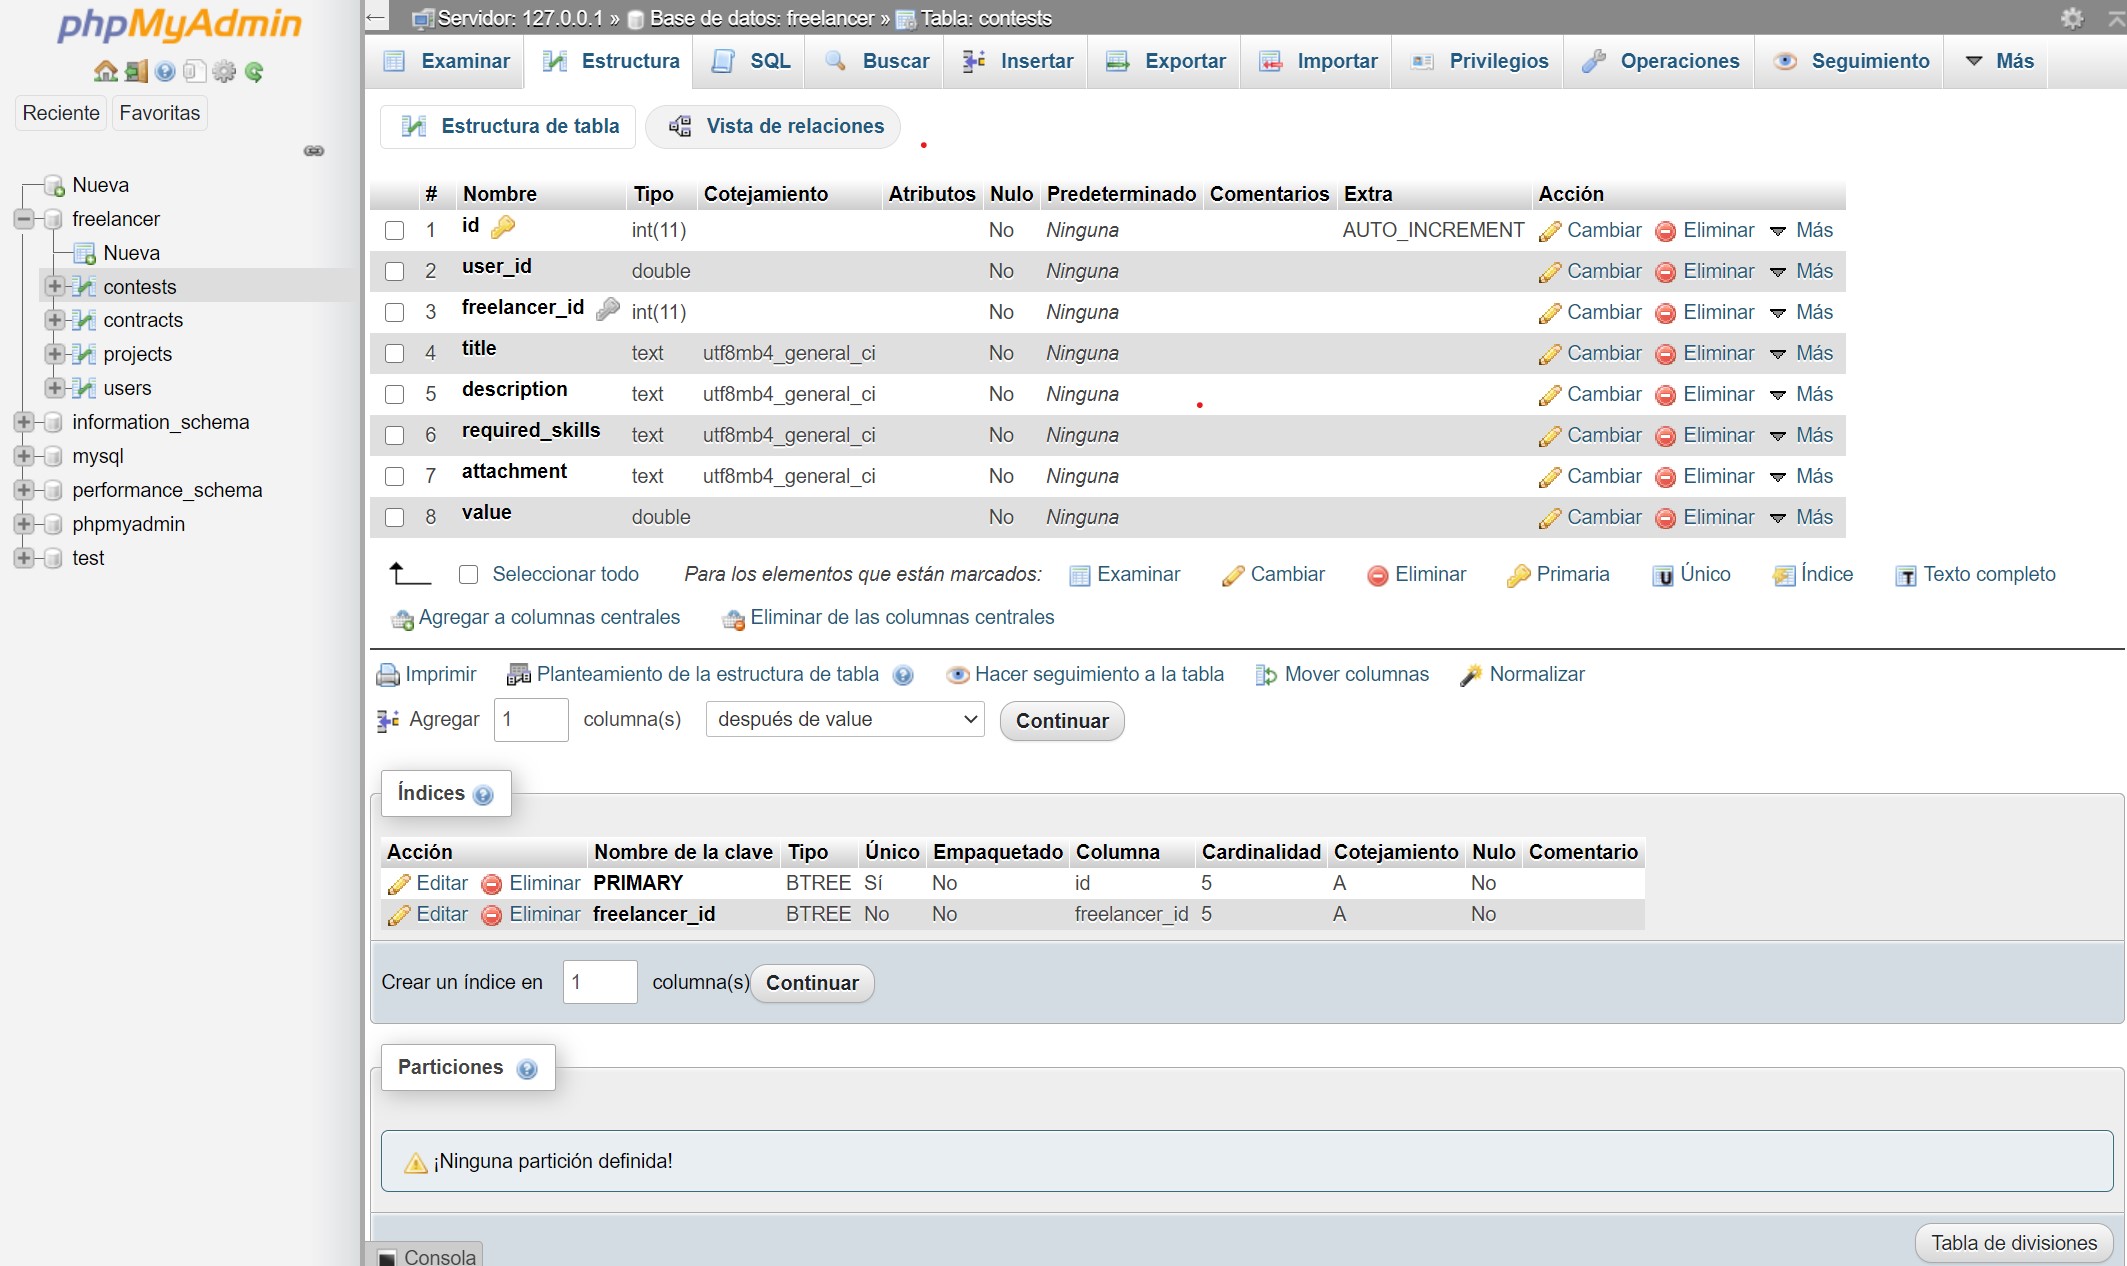 phpMyAdmin
Reciente Favoritas
Nueva
freelancer
Nueva
contests
contracts
projects
users
information_schema
mysql
performance_schema
phpmyadmin
test
Servidor: 127.0.0.1 » Base de datos: freelancer » Tabla: contests
Examinar Estructura SQL Buscar Insertar Exportar Importar Privilegios Operaciones Seguimiento Más
Estructura de tabla Vista de relaciones
# Nombre Tipo Cotejamiento Atributos Nulo Predeterminado Comentarios Extra Acción
1 id int(11) No Ninguna AUTO_INCREMENT Cambiar Eliminar Más
2 user_id double No Ninguna Cambiar Eliminar Más
3 freelancer_id int(11) No Ninguna Cambiar Eliminar Más
4 title text utf8mb4_general_ci No Ninguna Cambiar Eliminar Más
5 description text utf8mb4_general_ci No Ninguna Cambiar Eliminar Más
6 required_skills text utf8mb4_general_ci No Ninguna Cambiar Eliminar Más
7 attachment text utf8mb4_general_ci No Ninguna Cambiar Eliminar Más
8 value double No Ninguna Cambiar Eliminar Más
Seleccionar todo Para los elementos que están marcados: Examinar Cambiar Eliminar Primaria Único Índice Texto completo
Agregar a columnas centrales Eliminar de las columnas centrales
Imprimir Planteamiento de la estructura de tabla Hacer seguimiento a la tabla Mover columnas Normalizar
Agregar 1 columna(s) después de value Continuar
Índices
Acción Nombre de la clave Tipo Único Empaquetado Columna Cardinalidad Cotejamiento Nulo Comentario
Editar Eliminar PRIMARY BTREE Sí No id 5 A No
Editar Eliminar freelancer_id BTREE No No freelancer_id 5 A No
Crear un índice en 1 columna(s) Continuar
Particiones
¡Ninguna partición definida!
Tabla de divisiones
Consola